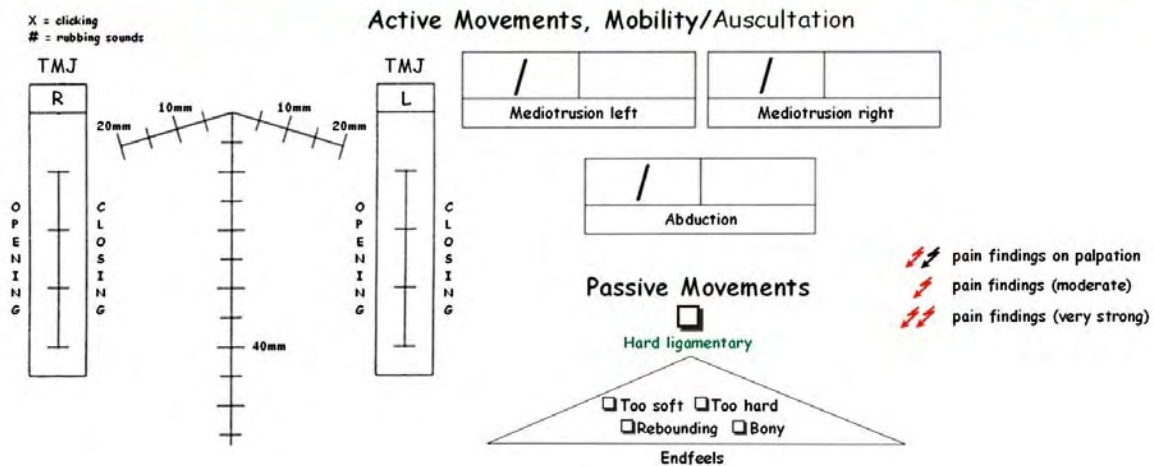 X = clicking
# = rubbing sounds
Active Movements, Mobility/Auscultation
TMJ
R
OPENING
CLOSING
20mm
10mm
10mm
20mm
40mm
TMJ
L
OPENING
CLOSING
/
Mediotrusion left
/
Mediotrusion right
/
Abduction
Passive Movements
Hard ligamentary
Too soft Too hard
Rebounding Bony
Endfeels
pain findings on palpation
pain findings (moderate)
pain findings (very strong)